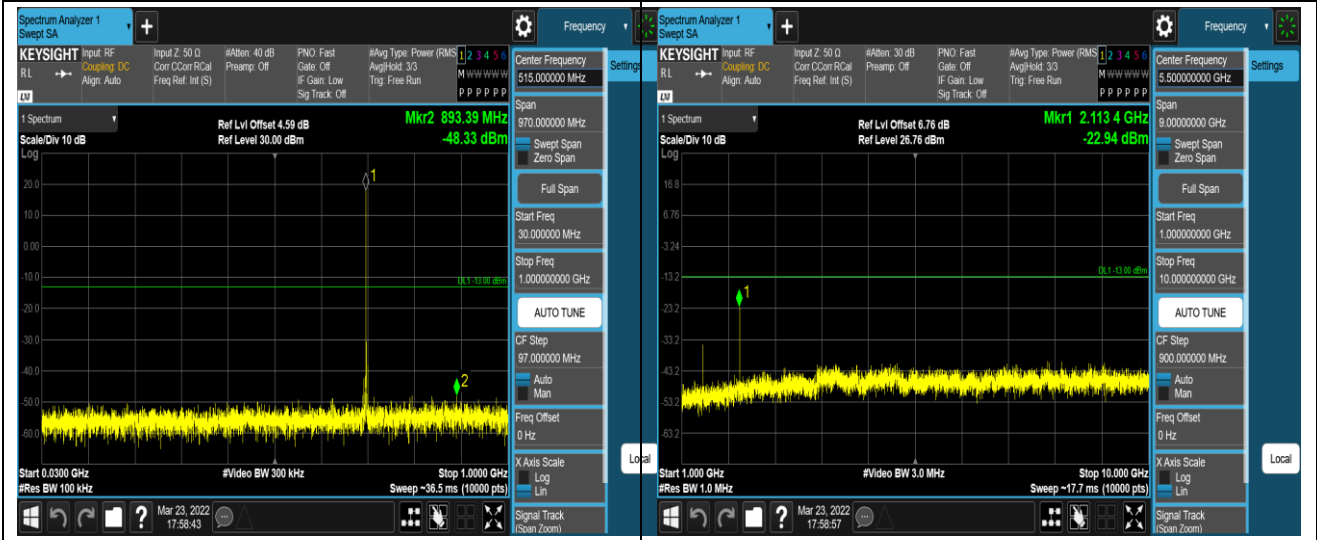 Spectrum Analyzer 1
Swept SA
Frequency
KEYSIGHT
Input: RF
Input Z: 50 Ω
#Atten: 40 dB
PNO: Fast
#Avg Type: Power (RMS
1 2 3 4 5 6
RL
Coupling: DC
Corr CCorr RCal
Preamp: Off
Gate: Off
Avg|Hold: 3/3
M W W W W W
Align: Auto
Freq Ref: Int (S)
IF Gain: Low
Trig: Free Run
Sig Track: Off
P P P P P P
Center Frequency
515.000000 MHz
Settings
1 Spectrum
Ref Lvl Offset 4.59 dB
Mkr2 893.39 MHz
Scale/Div 10 dB
Ref Level 30.00 dBm
-48.33 dBm
Log
1
20.0
10.0
0.00
-10.0
DL1 -13.00 dBm
-20.0
-30.0
-40.0
2
-50.0
-60.0
Start 0.0300 GHz
#Video BW 300 kHz
Stop 1.0000 GHz
#Res BW 100 kHz
Sweep ~36.5 ms (10000 pts)
Span
970.000000 MHz
Swept Span
Zero Span
Full Span
Start Freq
30.000000 MHz
Stop Freq
1.000000000 GHz
AUTO TUNE
CF Step
97.000000 MHz
Auto
Man
Freq Offset
0 Hz
X Axis Scale
Log
Lin
Local
Signal Track
(Span Zoom)
?
Mar 23, 2022
17:58:43
Spectrum Analyzer 1
Swept SA
Frequency
KEYSIGHT
Input: RF
Input Z: 50 Ω
#Atten: 30 dB
PNO: Fast
#Avg Type: Power (RMS
1 2 3 4 5 6
RL
Coupling: DC
Corr CCorr RCal
Preamp: Off
Gate: Off
Avg|Hold: 3/3
M W W W W W
Align: Auto
Freq Ref: Int (S)
IF Gain: Low
Trig: Free Run
Sig Track: Off
P P P P P P
Center Frequency
5.500000000 GHz
Settings
1 Spectrum
Ref Lvl Offset 6.76 dB
Mkr1 2.113 4 GHz
Scale/Div 10 dB
Ref Level 26.76 dBm
-22.94 dBm
Log
16.8
6.76
-3.24
-13.2
DL1 -13.00 dBm
1
-23.2
-33.2
-43.2
-53.2
-63.2
Start 1.000 GHz
#Video BW 3.0 MHz
Stop 10.000 GHz
#Res BW 1.0 MHz
Sweep ~17.7 ms (10000 pts)
Span
9.00000000 GHz
Swept Span
Zero Span
Full Span
Start Freq
1.000000000 GHz
Stop Freq
10.000000000 GHz
AUTO TUNE
CF Step
900.000000 MHz
Auto
Man
Freq Offset
0 Hz
X Axis Scale
Log
Lin
Local
Signal Track
(Span Zoom)
?
Mar 23, 2022
17:58:57